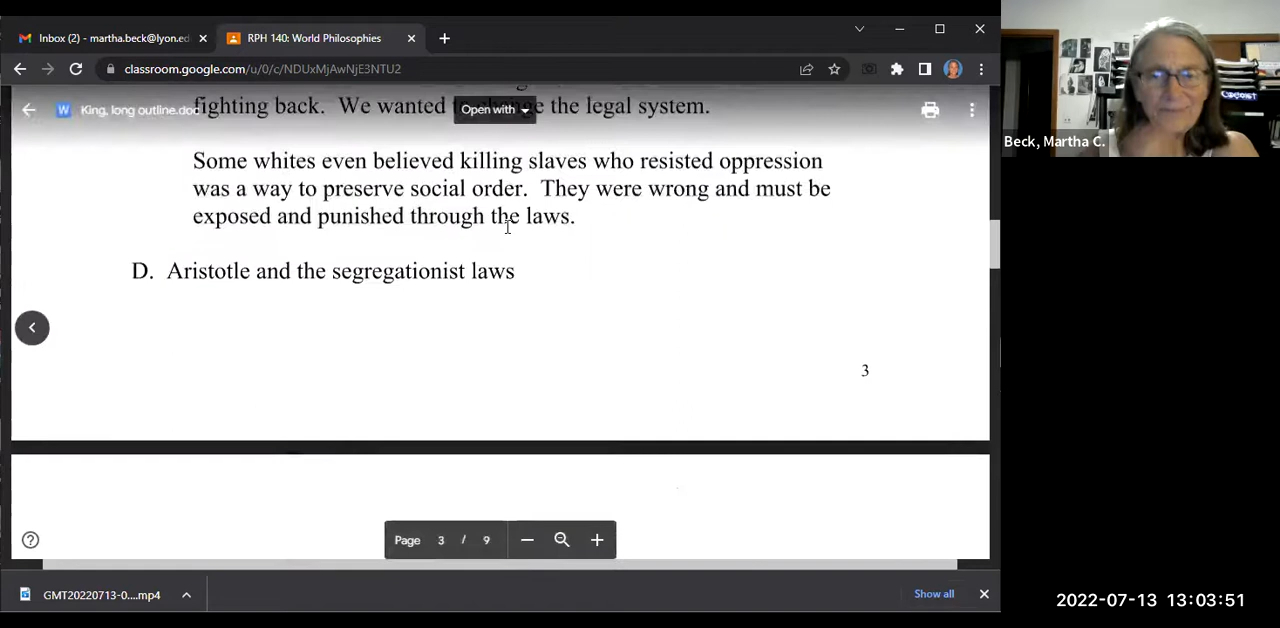 Inbox (2) - martha.beck@lyon.ed
RPH 140: World Philosophies
classroom.google.com/u/0/c/NDUxMjAwNjE3NTU2
King, long outline.doc
Open with
fighting back. We wanted to change the legal system.
Some whites even believed killing slaves who resisted oppression
was a way to preserve social order. They were wrong and must be
exposed and punished through the laws.
D. Aristotle and the segregationist laws
3
Page 3 / 9
GMT20220713-0....mp4
Show all
Beck, Martha C.
2022-07-13 13:03:51